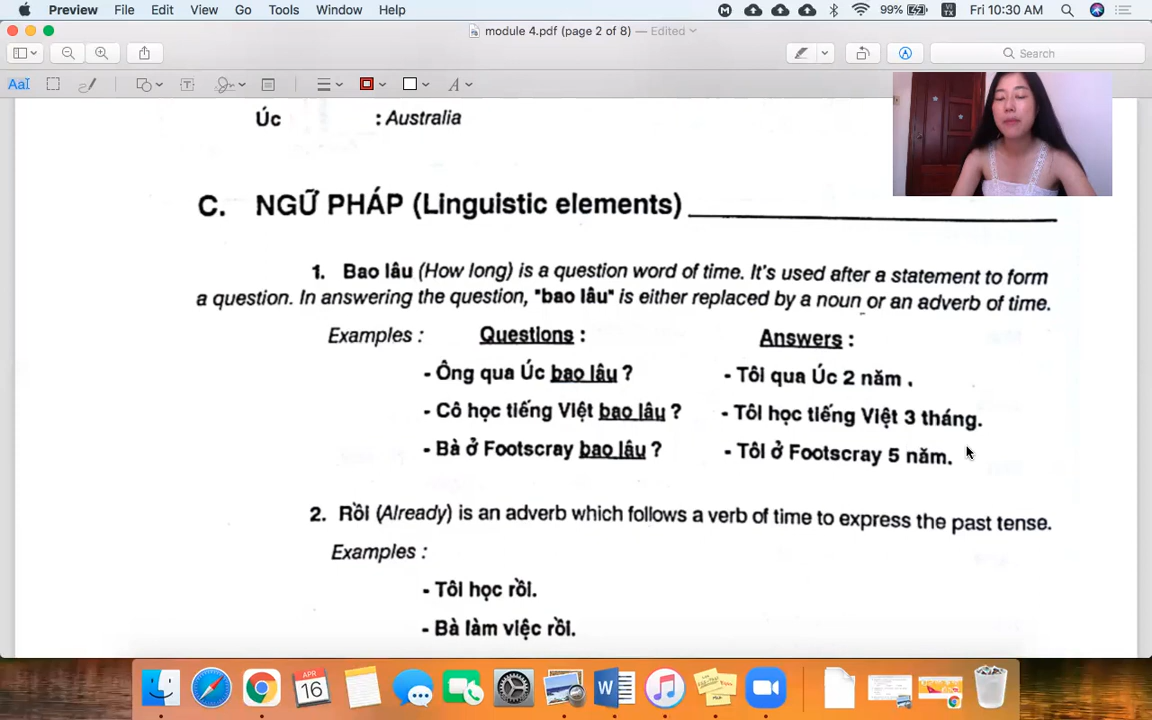 Preview File Edit View Go Tools Window Help 99% VI TX Fri 10:30 AM
module 4.pdf (page 2 of 8) — Edited
Search
AaI T A
Úc : Australia
C. NGỮ PHÁP (Linguistic elements)
1. Bao lâu (How long) is a question word of time. It's used after a statement to form
a question. In answering the question, "bao lâu" is either replaced by a noun or an adverb of time.
Examples : Questions : Answers :
- Ông qua Úc bao lâu ? - Tôi qua Úc 2 năm .
- Cô học tiếng Việt bao lâu ? - Tôi học tiếng Việt 3 tháng.
- Bà ở Footscray bao lâu ? - Tôi ở Footscray 5 năm.
2. Rồi (Already) is an adverb which follows a verb of time to express the past tense.
Examples :
- Tôi học rồi.
- Bà làm việc rồi.
APR
16
W